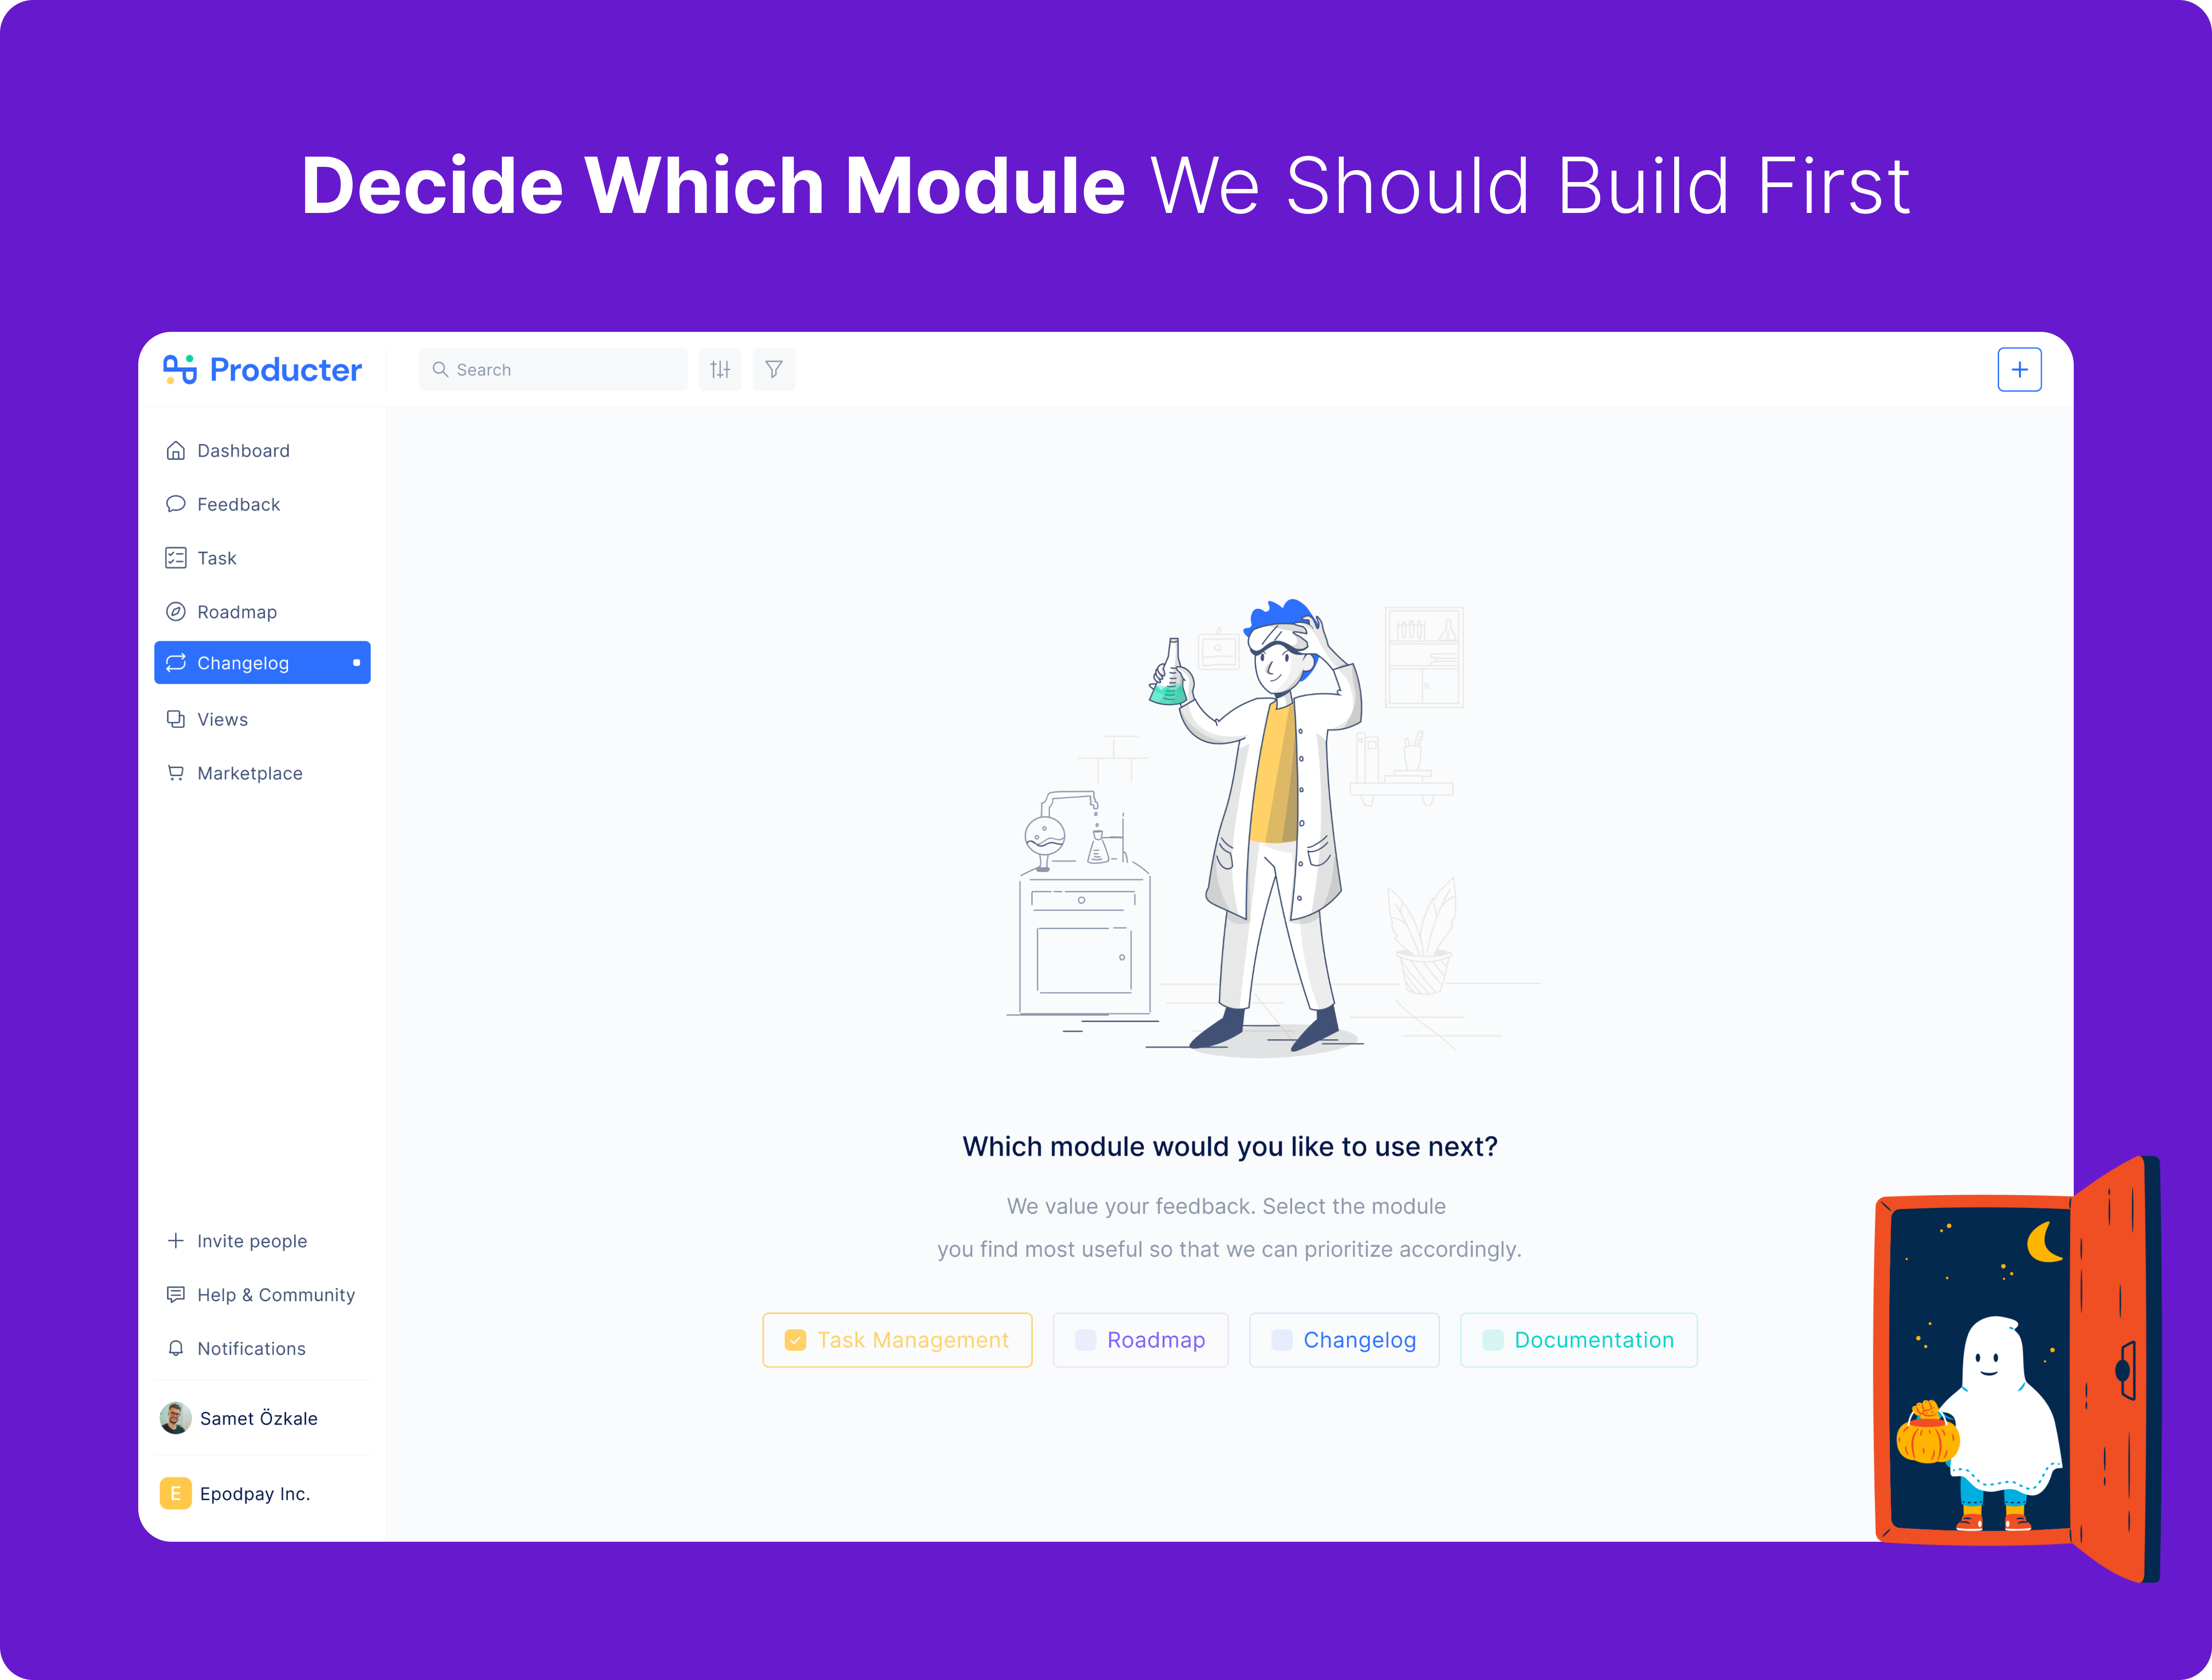 Decide Which Module We Should Build First
Producter
Search
Dashboard
Feedback
Task
Roadmap
Changelog
Views
Marketplace
Which module would you like to use next?
We value your feedback. Select the module
you find most useful so that we can prioritize accordingly.
Task Management
Roadmap
Changelog
Documentation
Invite people
Help & Community
Notifications
Samet Özkale
E
Epodpay Inc.